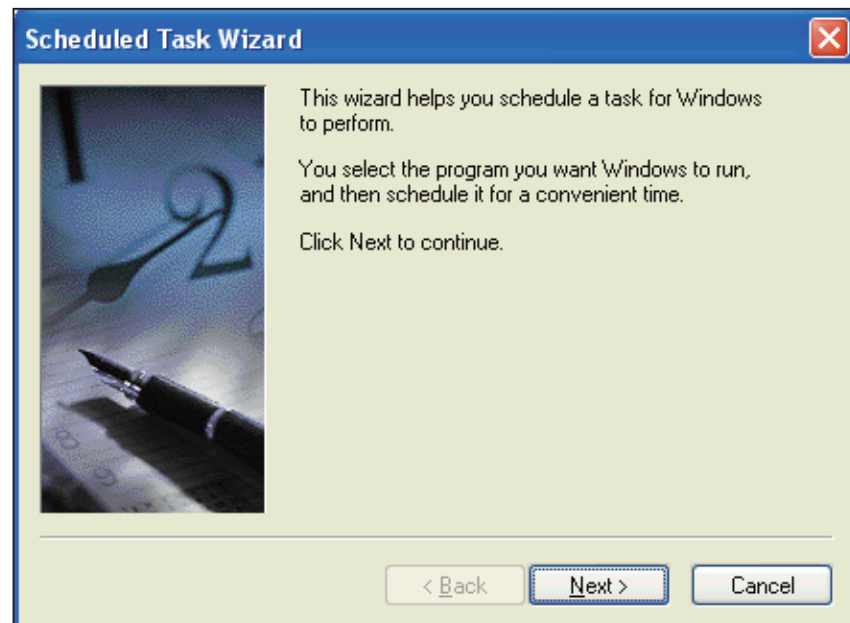 Scheduled Task Wizard
This wizard helps you schedule a task for Windows
to perform.
You select the program you want Windows to run,
and then schedule it for a convenient time.
Click Next to continue.
2
< Back
Next >
Cancel